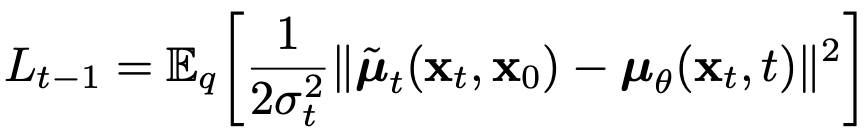 $L_{t-1} = \mathbb{E}_q\left[\frac{1}{2\sigma_t^2}\|\tilde{\boldsymbol{\mu}}_t(\mathbf{x}_t, \mathbf{x}_0) - \boldsymbol{\mu}_\theta(\mathbf{x}_t, t)\|^2\right]$